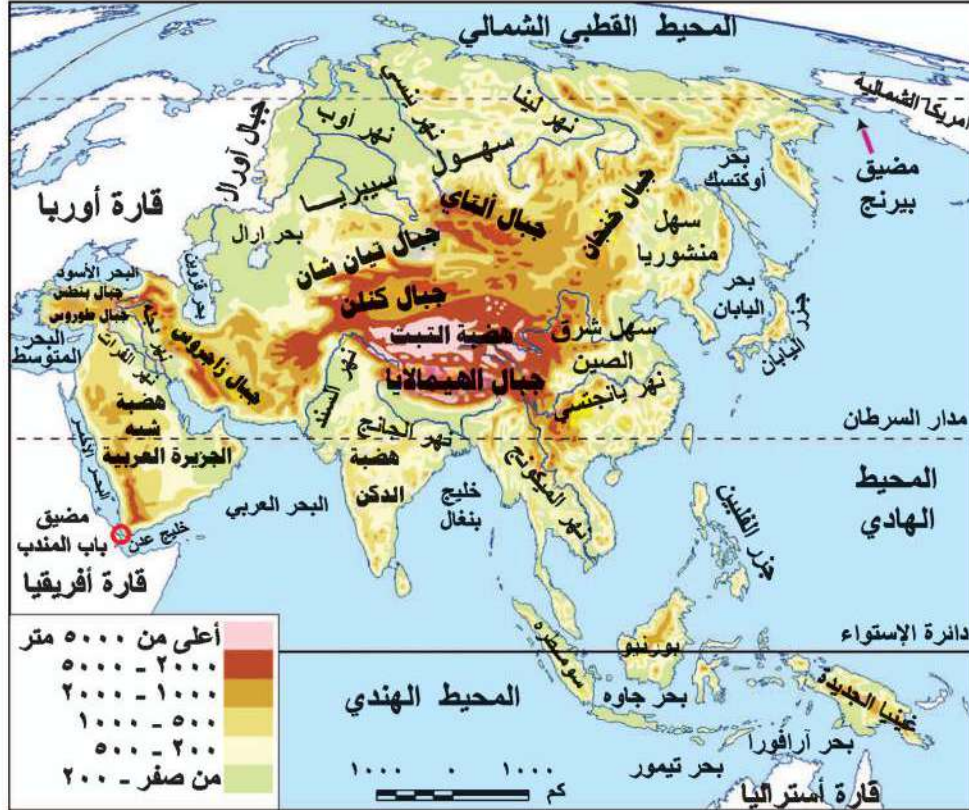 المحيط القطبي الشمالي
أمريكا الشمالية
مضيق
بيرنج
نهر لينا
نهر ينسي
نهر أوب
جبال أورال
سهول
سيبريا
بحر
أوكتسك
قارة أوربا
جبال خنجان
سهل
منشوريا
جبال ألتاي
بحر ارال
جبال تيان شان
بحر قزوين
البحر الأسود
جبال بنطس
جبال طوروس
بحر
اليابان
جزر
اليابان
جبال كنلن
هضبة التبت
سهل شرق
الصين
البحر
المتوسط
نهر دجلة
نهر الفرات
جبال زاجروس
نهر السند
جبال الهيمالايا
نهر يانجتسي
نهر الجانج
هضبة
شبه
الجزيرة العربية
البحر الأحمر
مدار السرطان
هضبة
الدكن
نهر الميكونج
المحيط
الهادي
البحر العربي
خليج
بنغال
جزر الفلبين
مضيق
باب المندب
خليج عدن
قارة أفريقيا
دائرة الإستواء
أعلى من ٥٠٠٠ متر
٢٠٠٠ - ٥٠٠٠
١٠٠٠ - ٢٠٠٠
٥٠٠ - ١٠٠٠
٢٠٠ - ٥٠٠
من صفر - ٢٠٠
بورنيو
سومطره
المحيط الهندي
بحر جاوه
غينيا الجديدة
بحر آرافورا
بحر تيمور
١٠٠٠ ٠ ١٠٠٠
كم
قارة أستراليا